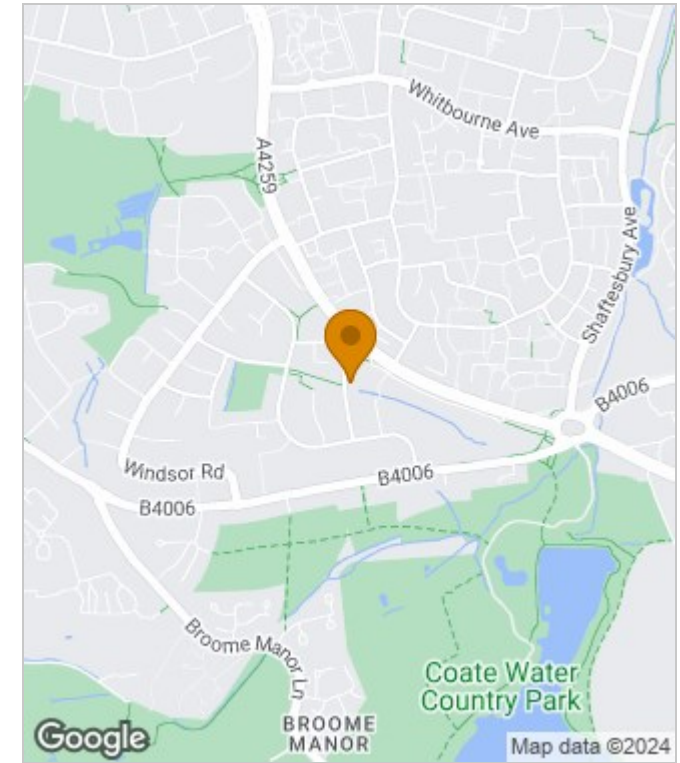 Whitbourne Ave
A4259
Shaftesbury Ave
B4006
Windsor Rd
B4006
B4006
Broome Manor Ln
Coate Water
Country Park
BROOME
MANOR
Google
Map data ©2024